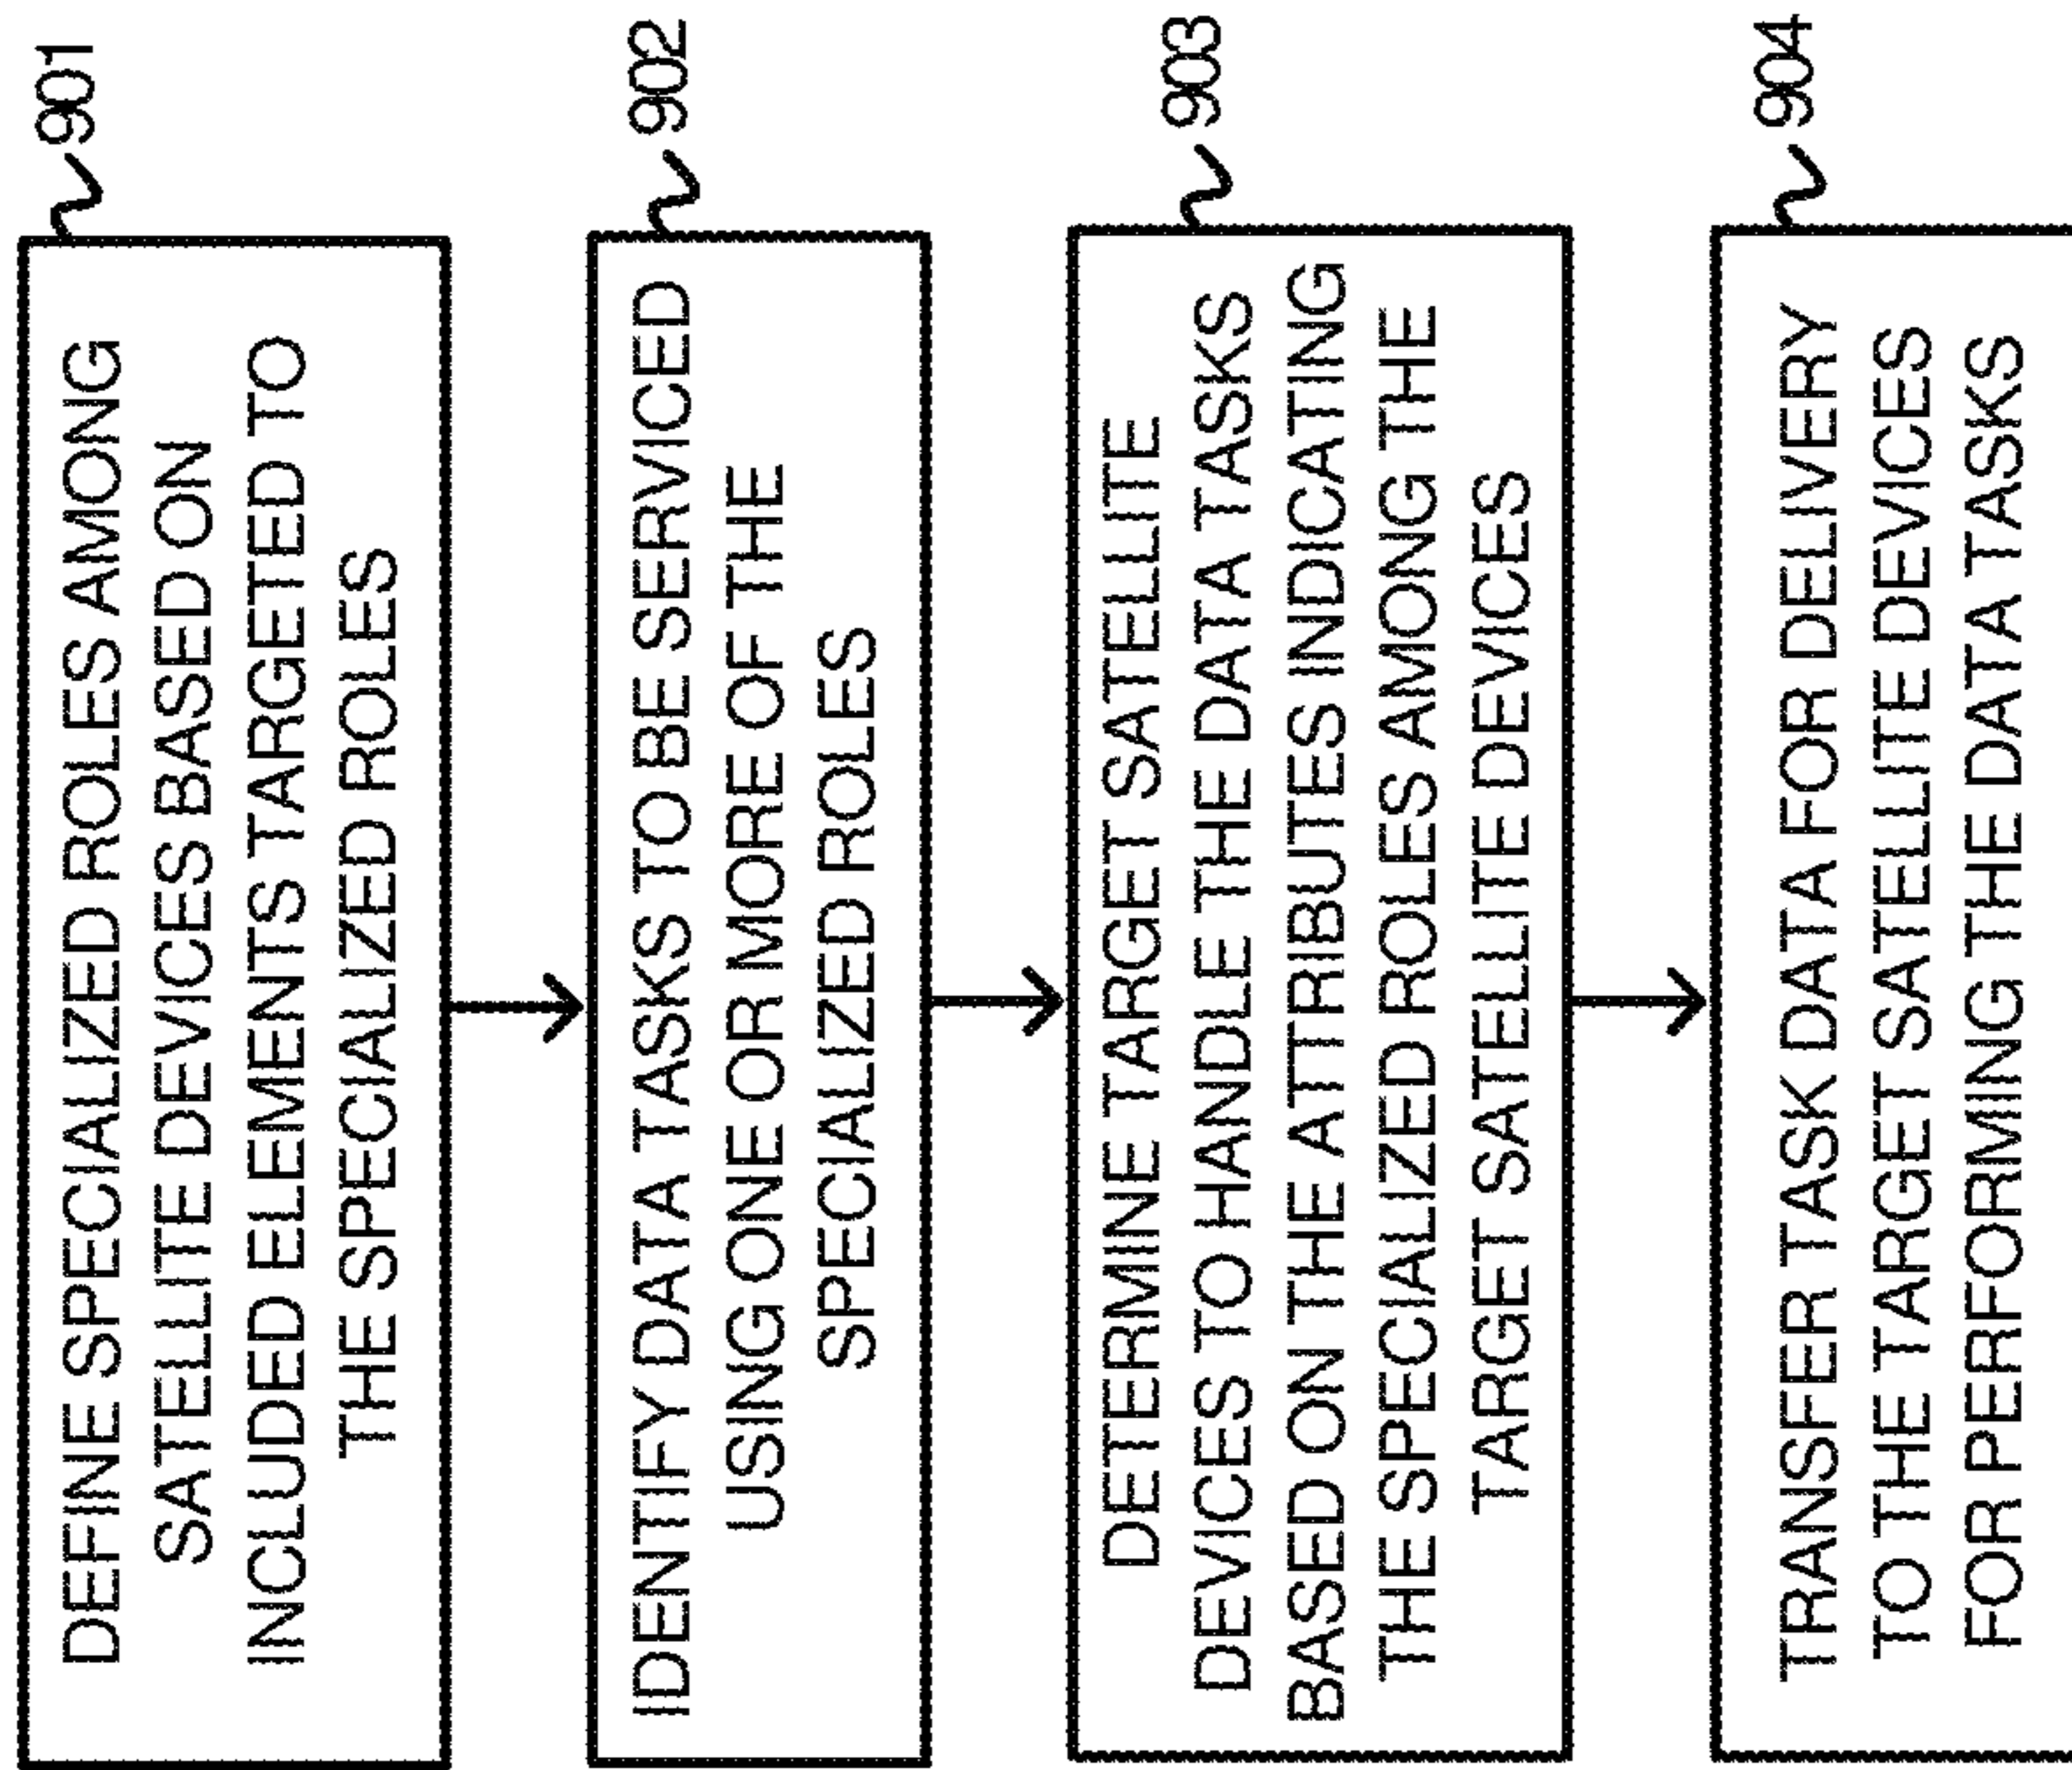 DEFINE SPECIALIZED ROLES AMONG
SATELLITE DEVICES BASED ON
INCLUDED ELEMENTS TARGETED TO
THE SPECIALIZED ROLES
901
IDENTIFY DATA TASKS TO BE SERVICED
USING ONE OR MORE OF THE
SPECIALIZED ROLES
902
DETERMINE TARGET SATELLITE
DEVICES TO HANDLE THE DATA TASKS
BASED ON THE ATTRIBUTES INDICATING
THE SPECIALIZED ROLES AMONG THE
TARGET SATELLITE DEVICES
903
TRANSFER TASK DATA FOR DELIVERY
TO THE TARGET SATELLITE DEVICES
FOR PERFORMING THE DATA TASKS
904